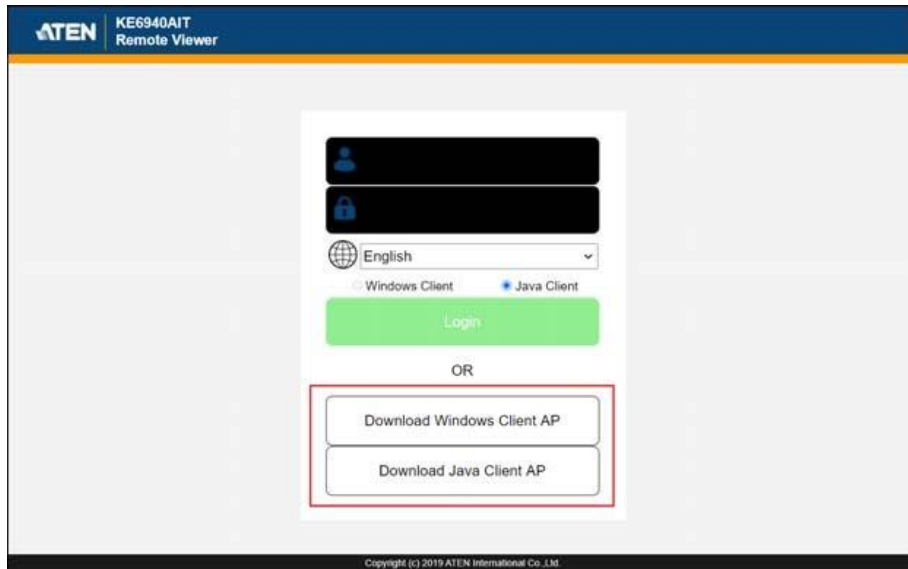 ATEN
KE6940AIT
Remote Viewer
English
Windows Client Java Client
Login
OR
Download Windows Client AP
Download Java Client AP
Copyright (c) 2019 ATEN International Co.,Ltd.